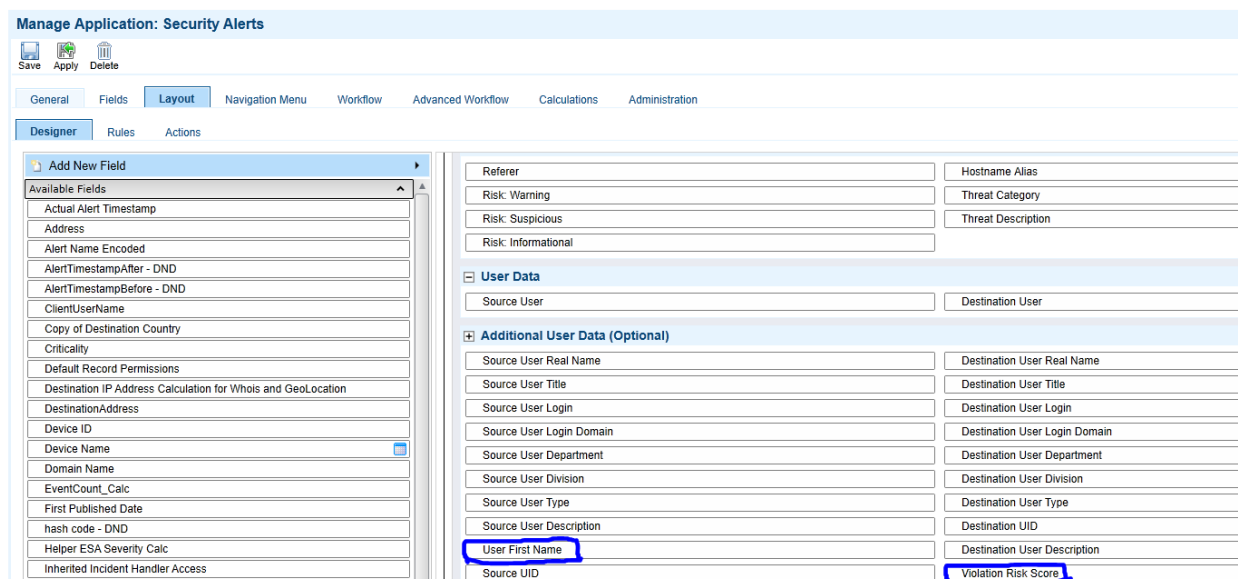 Manage Application: Security Alerts
Save Apply Delete
General Fields Layout Navigation Menu Workflow Advanced Workflow Calculations Administration
Designer Rules Actions
Add New Field
Available Fields
Actual Alert Timestamp
Address
Alert Name Encoded
AlertTimestampAfter - DND
AlertTimestampBefore - DND
ClientUserName
Copy of Destination Country
Criticality
Default Record Permissions
Destination IP Address Calculation for Whois and GeoLocation
DestinationAddress
Device ID
Device Name
Domain Name
EventCount_Calc
First Published Date
hash code - DND
Helper ESA Severity Calc
Inherited Incident Handler Access
Referer Hostname Alias
Risk: Warning Threat Category
Risk: Suspicious Threat Description
Risk: Informational
User Data
Source User Destination User
Additional User Data (Optional)
Source User Real Name Destination User Real Name
Source User Title Destination User Title
Source User Login Destination User Login
Source User Login Domain Destination User Login Domain
Source User Department Destination User Department
Source User Division Destination User Division
Source User Type Destination User Type
Source User Description Destination UID
User First Name Destination User Description
Source UID Violation Risk Score